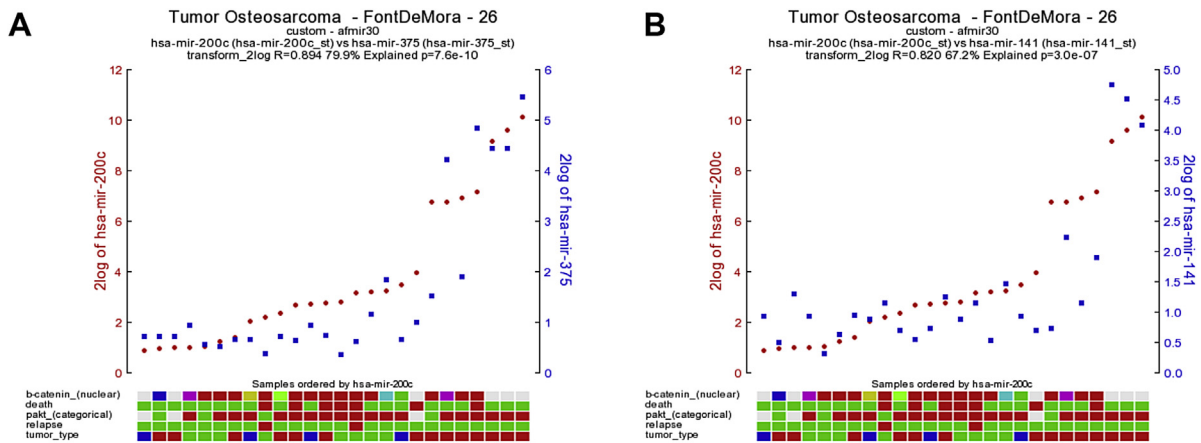 A
Tumor Osteosarcoma - FontDeMora - 26
custom - afmir30
hsa-mir-200c (hsa-mir-200c_st) vs hsa-mir-375 (hsa-mir-375_st)
transform_2log R=0.894 79.9% Explained p=7.6e-10
12
10
8
6
4
2
0
2log of hsa-mir-200c
6
5
4
3
2
1
0
2log of hsa-mir-375
Samples ordered by hsa-mir-200c
b-catenin_(nuclear)
death
pakt_(categorical)
relapse
tumor_type
B
Tumor Osteosarcoma - FontDeMora - 26
custom - afmir30
hsa-mir-200c (hsa-mir-200c_st) vs hsa-mir-141 (hsa-mir-141_st)
transform_2log R=0.820 67.2% Explained p=3.0e-07
12
10
8
6
4
2
0
2log of hsa-mir-200c
5.0
4.5
4.0
3.5
3.0
2.5
2.0
1.5
1.0
0.5
0.0
2log of hsa-mir-141
Samples ordered by hsa-mir-200c
b-catenin_(nuclear)
death
pakt_(categorical)
relapse
tumor_type